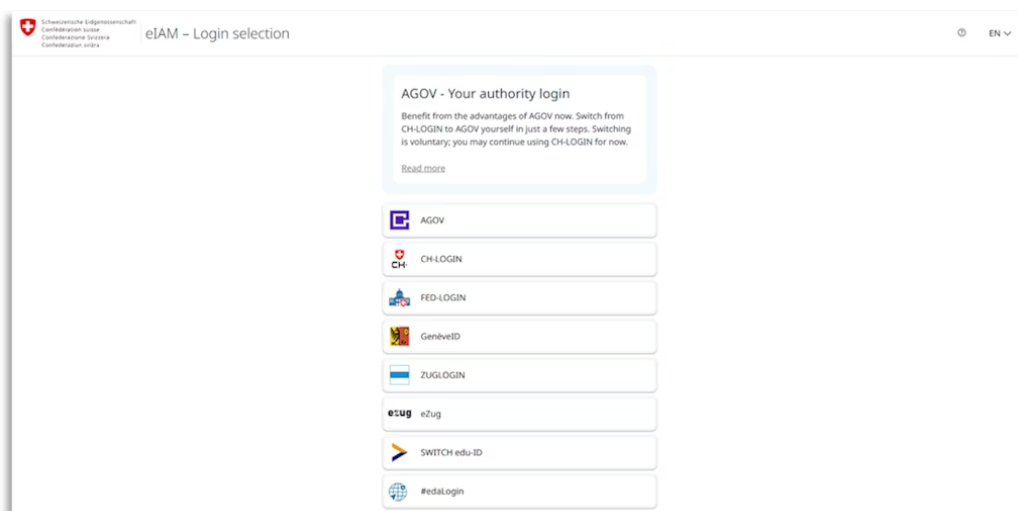 Schweizerische Eidgenossenschaft
Confédération suisse
Confederazione Svizzera
Confederaziun svizra
eIAM – Login selection
EN
AGOV - Your authority login
Benefit from the advantages of AGOV now. Switch from
CH-LOGIN to AGOV yourself in just a few steps. Switching
is voluntary; you may continue using CH-LOGIN for now.
Read more
AGOV
CH-LOGIN
FED-LOGIN
GenèveID
ZUGLOGIN
ezug eZug
SWITCH edu-ID
#edaLogin